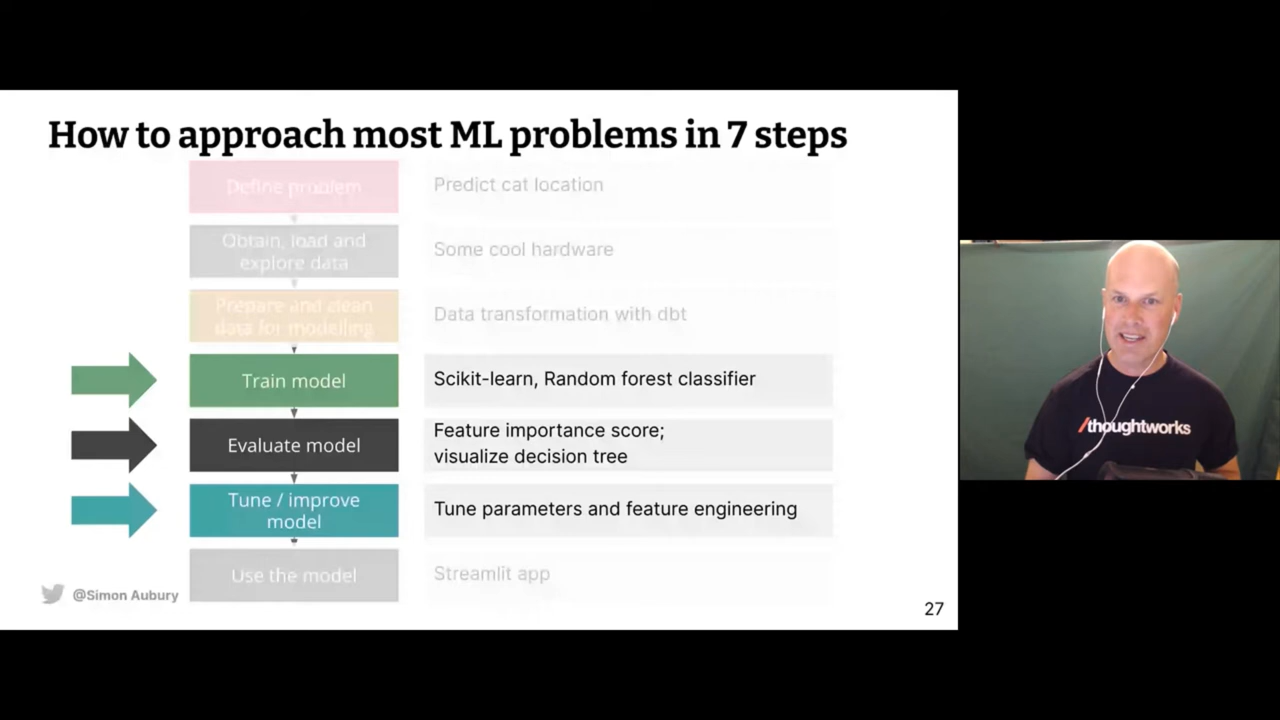 How to approach most ML problems in 7 steps
Define problem
Predict cat location
Obtain, load and
explore data
Some cool hardware
Prepare and clean
data for modelling
Data transformation with dbt
Train model
Scikit-learn, Random forest classifier
Evaluate model
Feature importance score;
visualize decision tree
Tune / improve
model
Tune parameters and feature engineering
Use the model
Streamlit app
@Simon Aubury
27
/thoughtworks